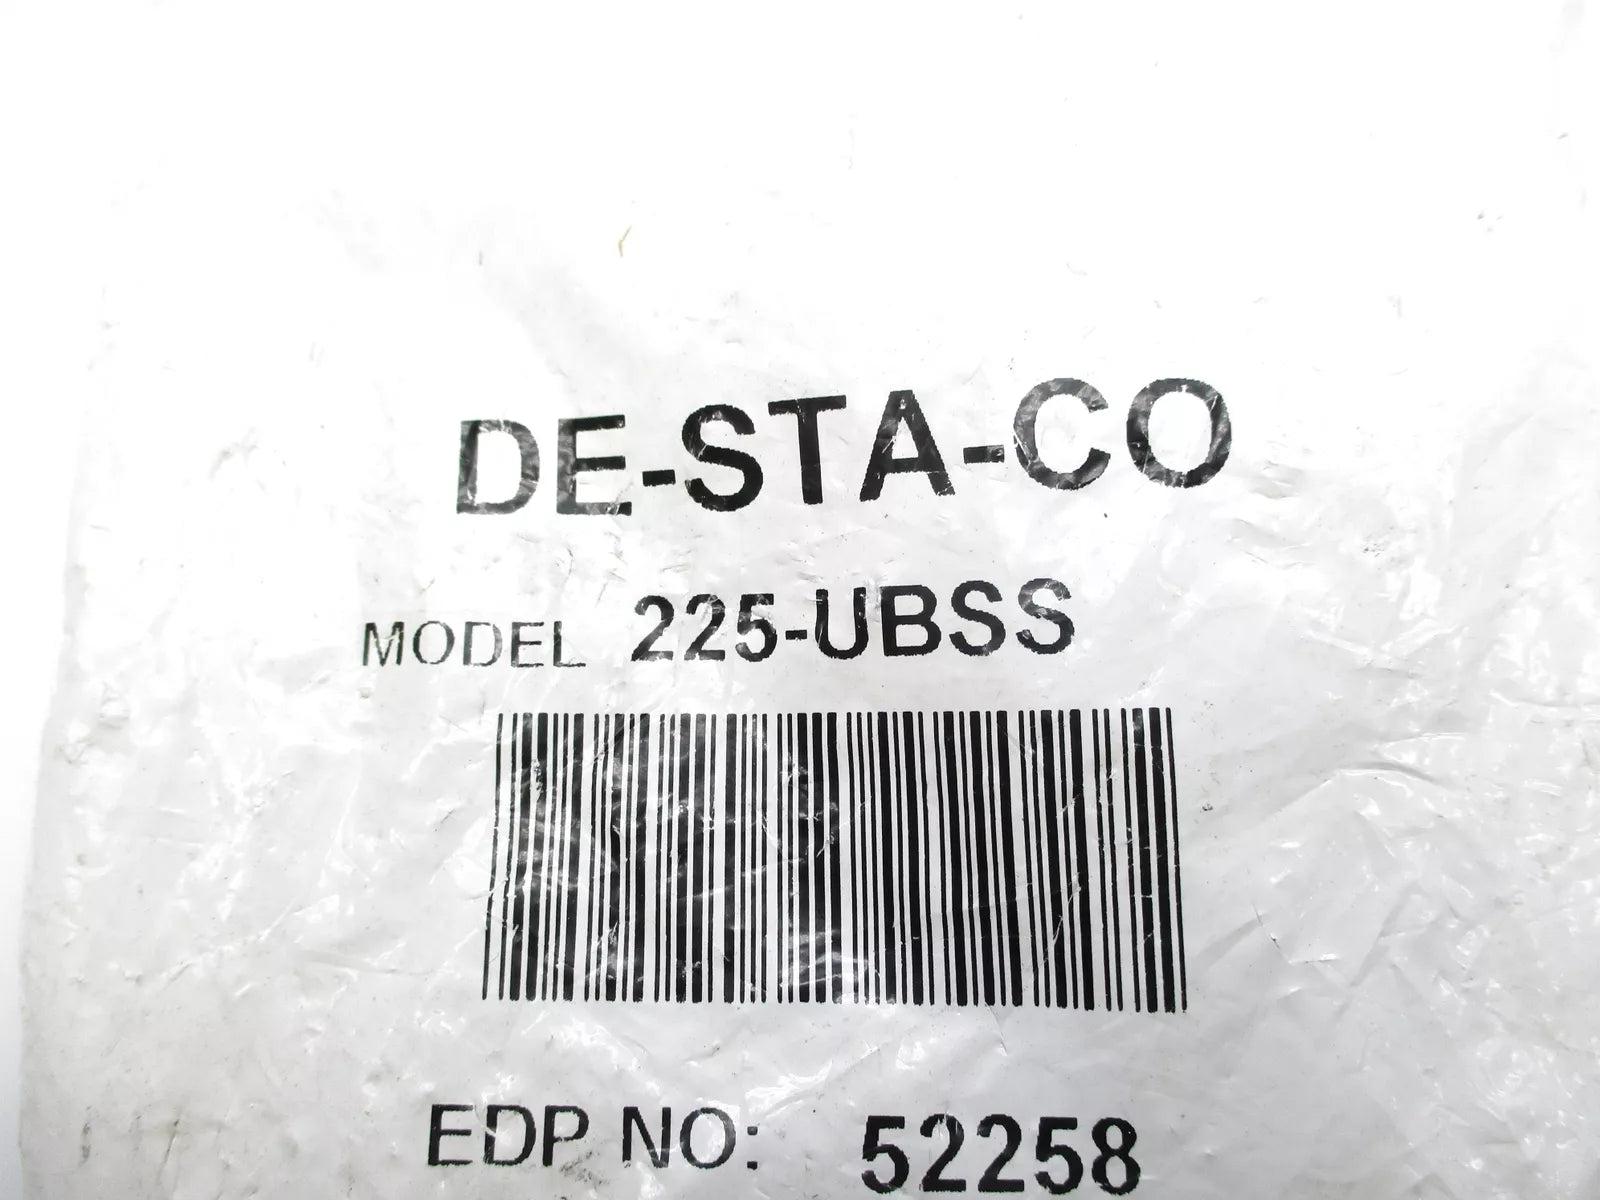 DE-STA-CO
MODEL 225-UBSS
EDP NO: 52258